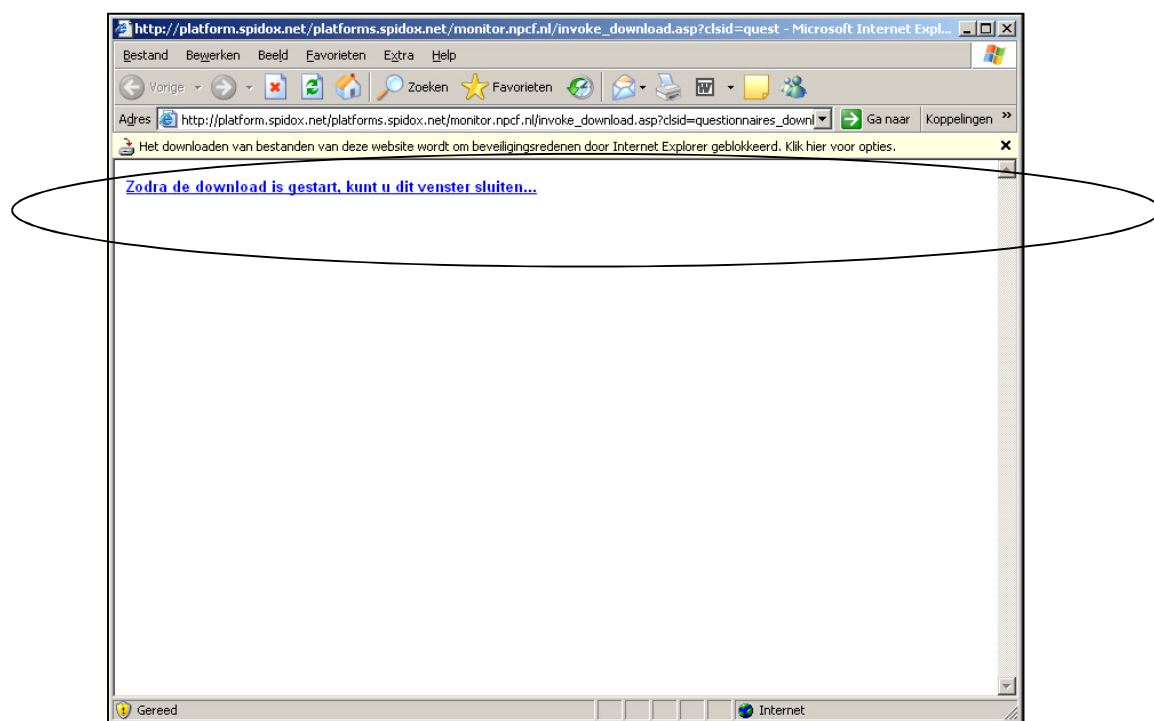 http://platform.spidox.net/platforms.spidox.net/monitor.npcf.nl/invoke_download.asp?clsid=quest - Microsoft Internet Expl...
Bestand Bewerken Beeld Favorieten Extra Help
Vorige Zoeken Favorieten
Adres http://platform.spidox.net/platforms.spidox.net/monitor.npcf.nl/invoke_download.asp?clsid=questionnaires_downl Ga naar Koppelingen »
Het downloaden van bestanden van deze website wordt om beveiligingsredenen door Internet Explorer geblokkeerd. Klik hier voor opties.
Zodra de download is gestart, kunt u dit venster sluiten...
Gereed Internet